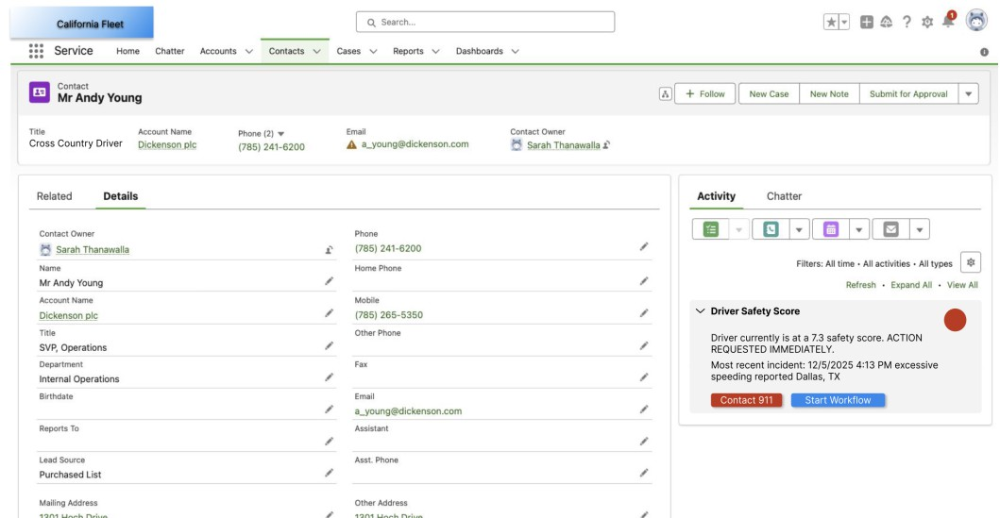 California Fleet
Search...
1
Service Home Chatter Accounts Contacts Cases Reports Dashboards
Contact
Mr Andy Young
+ Follow New Case New Note Submit for Approval
Title Account Name Phone (2) Email Contact Owner
Cross Country Driver Dickenson plc (785) 241-6200 a_young@dickenson.com Sarah Thanawalla
Related Details
Contact Owner Phone
Sarah Thanawalla (785) 241-6200
Name Home Phone
Mr Andy Young
Account Name Mobile
Dickenson plc (785) 265-5350
Title Other Phone
SVP, Operations
Department Fax
Internal Operations
Birthdate Email
a_young@dickenson.com
Reports To Assistant
Lead Source Asst. Phone
Purchased List
Mailing Address Other Address
1301 Hoch Drive 1301 Hoch Drive
Activity Chatter
Filters: All time • All activities • All types
Refresh • Expand All • View All
Driver Safety Score
Driver currently is at a 7.3 safety score. ACTION
REQUESTED IMMEDIATELY.
Most recent incident: 12/5/2025 4:13 PM excessive
speeding reported Dallas, TX
Contact 911 Start Workflow